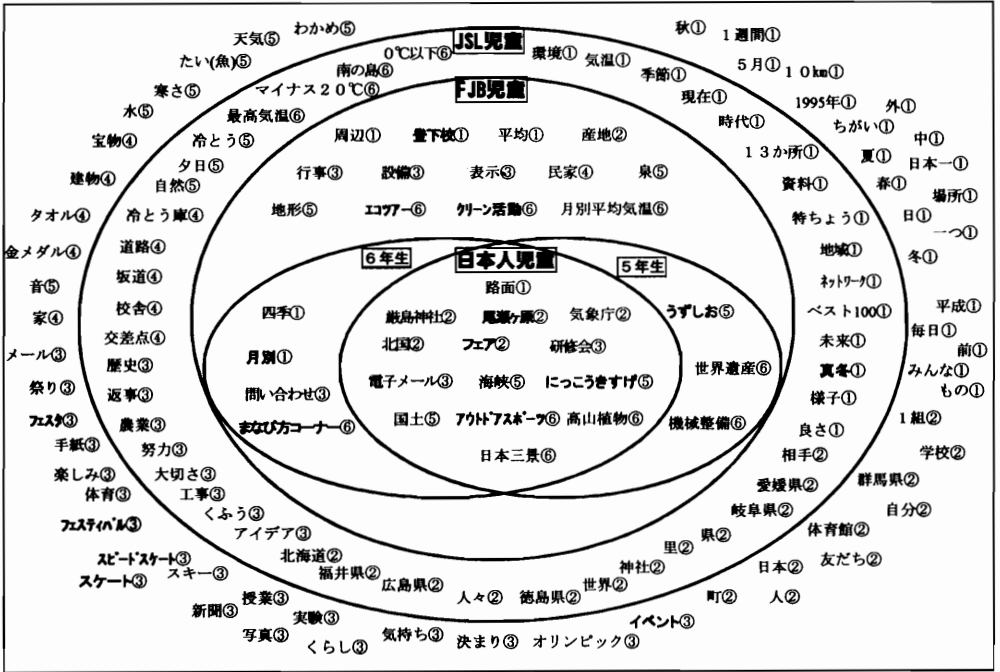 わかめ⑤
秋①
1週間①
天気⑤
JSL児童
0℃以下⑥
環境①
気温①
5月①
10km①
たい(魚)⑤
南の島⑥
季節①
寒さ⑤
マイナス20℃⑥
FJB児童
現在①
1995年①
外①
水⑤
最高気温⑥
時代①
ちがい①
宝物④
冷とう⑤
周辺①
登下校①
平均①
産地②
13か所①
夏①
中①
日本一①
建物④
夕日⑤
自然⑤
行事③
設備③
表示③
民家④
泉⑤
資料①
春①
場所①
タオル④
冷とう庫④
地形⑤
エコツアー⑥
クリーン活動⑥
月別平均気温⑥
特ちょう①
日①
一つ①
金メダル④
道路④
6年生
日本人児童
5年生
地域①
冬①
音⑤
坂道④
路面①
ネットワーク①
家④
校舎④
四季①
厳島神社②
尾瀬ヶ原②
気象庁②
うずしお⑤
ベスト100①
平成①
交差点④
北国②
フェア②
研修会③
未来①
毎日①
前①
メール③
歴史③
月別①
世界遺産⑥
真冬①
みんな①
祭り③
返事③
問い合わせ③
電子メール③
海峡⑤
にっこうきすげ⑤
様子①
もの①
フェスタ③
農業③
まなび方コーナー⑥
国土⑤
アウトドアスポーツ⑥
高山植物⑥
機械整備⑥
良さ①
1組②
手紙③
努力③
日本三景⑥
相手②
学校②
楽しみ③
大切さ③
愛媛県②
群馬県②
体育③
工事③
岐阜県②
自分②
フェスティバル③
くふう③
アイデア③
県②
体育館②
スピードスケート③
北海道②
里②
友だち②
スケート③
スキー③
福井県②
広島県②
人々②
徳島県②
世界②
神社②
日本②
新聞③
授業③
町②
人②
写真③
実験③
くらし③
気持ち③
決まり③
オリンピック③
イベント③